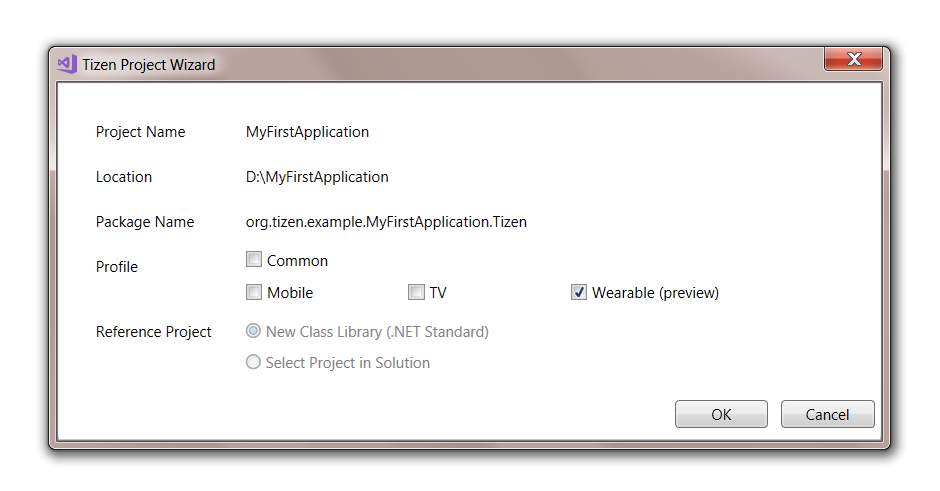 Tizen Project Wizard
Project Name MyFirstApplication
Location D:\MyFirstApplication
Package Name org.tizen.example.MyFirstApplication.Tizen
Profile Common
Mobile TV Wearable (preview)
Reference Project New Class Library (.NET Standard)
Select Project in Solution
OK Cancel